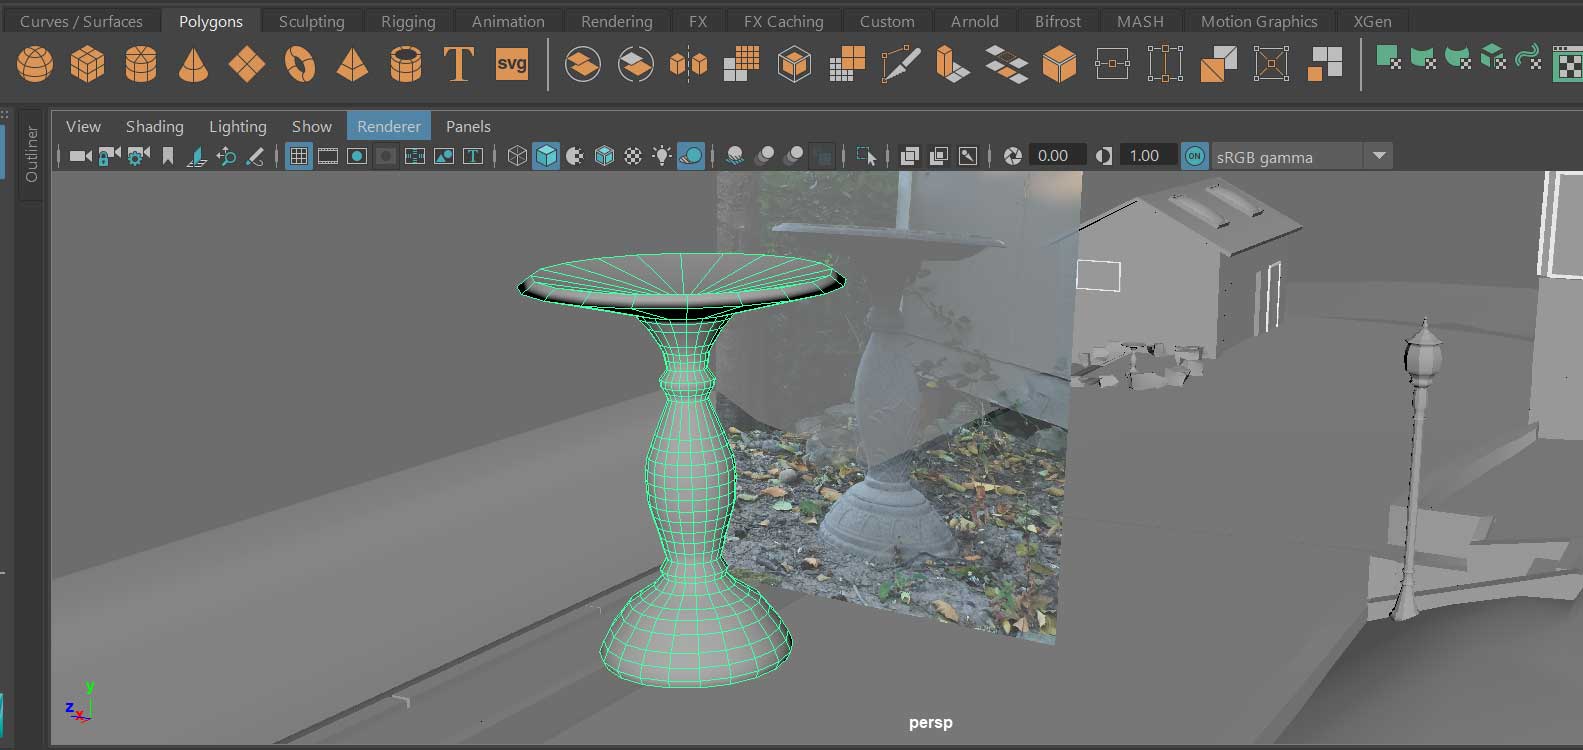 Curves / Surfaces Polygons Sculpting Rigging Animation Rendering FX FX Caching Custom Arnold Bifrost MASH Motion Graphics XGen
T svg
Outliner
View Shading Lighting Show Renderer Panels
T 0.00 1.00 ON sRGB gamma
y
z
x
persp